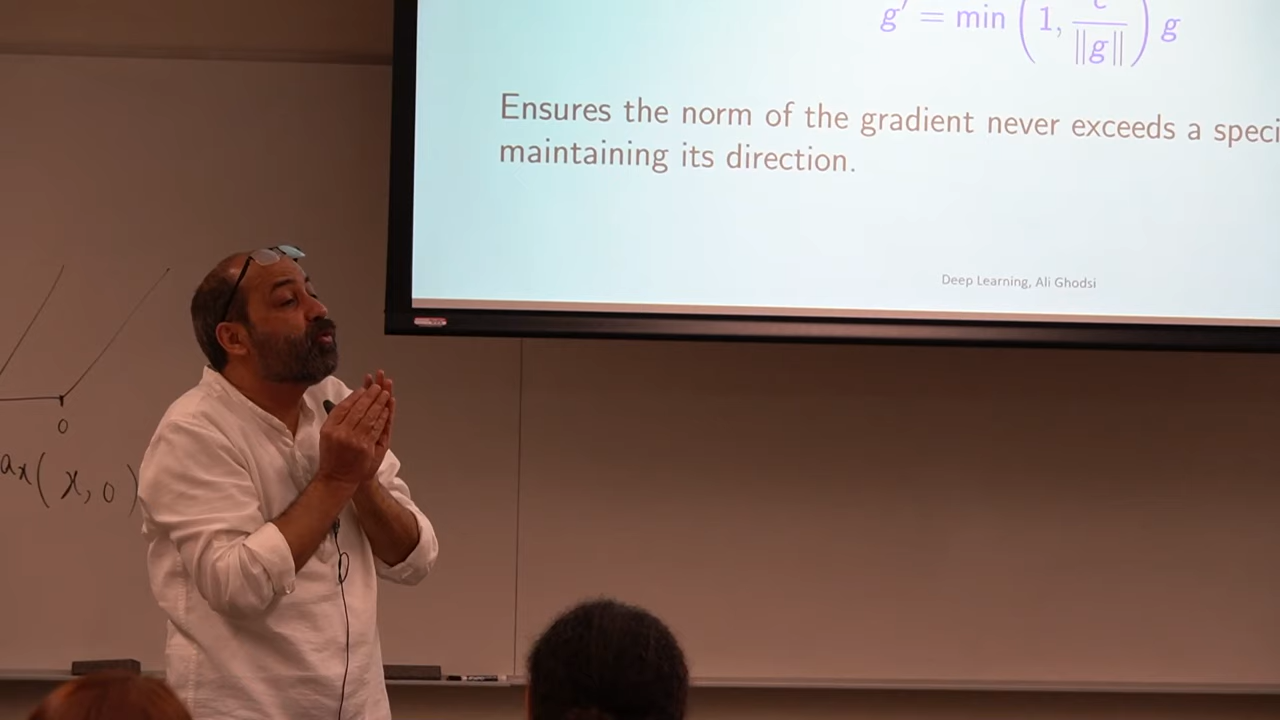 g′ = min (1, c/‖g‖) g
Ensures the norm of the gradient never exceeds a speci
maintaining its direction.
Deep Learning, Ali Ghodsi
0
ax(x,0)